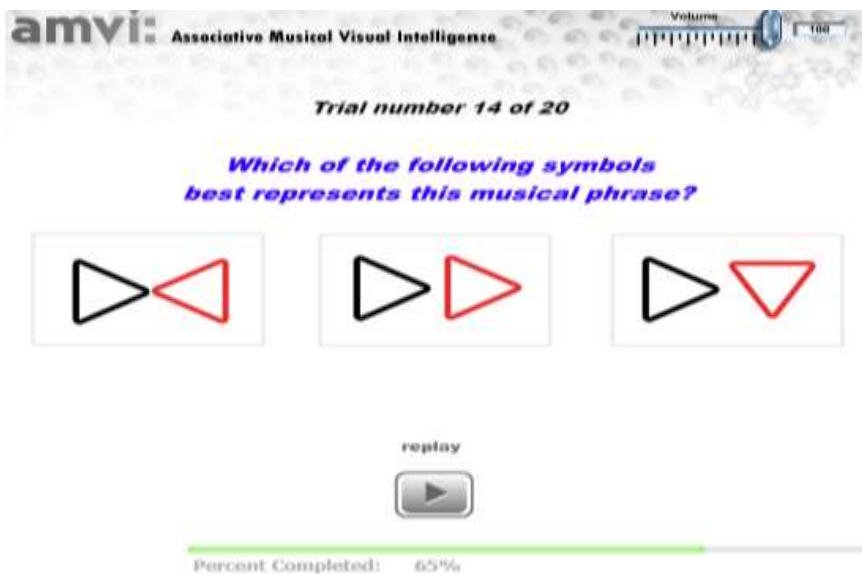 amvi: Associative Musical Visual Intelligence
Volume
100
Trial number 14 of 20
Which of the following symbols
best represents this musical phrase?
replay
Percent Completed: 65%